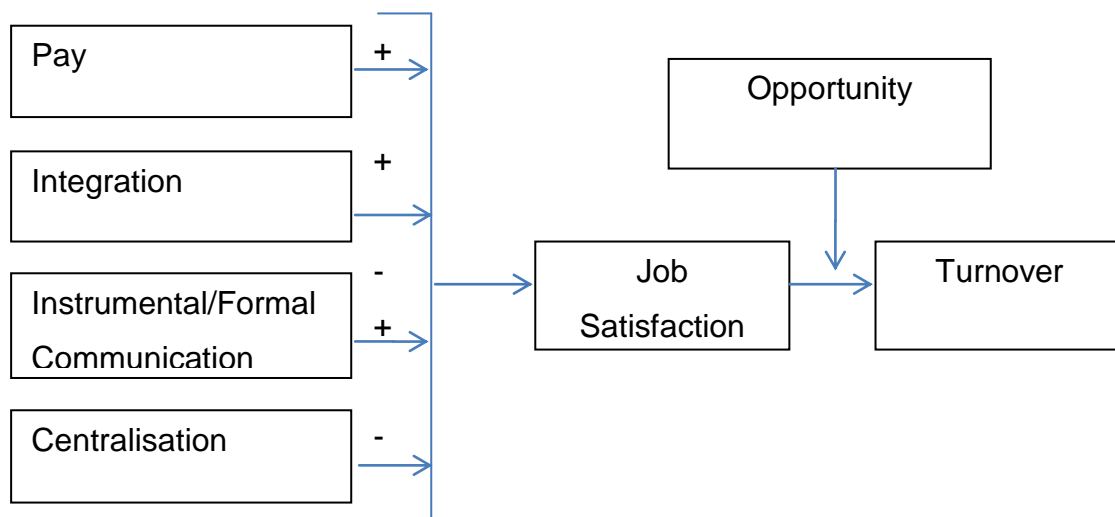 Pay
+
Opportunity
Integration
+
Instrumental/Formal
Communication
-
+
Job
Satisfaction
Turnover
Centralisation
-